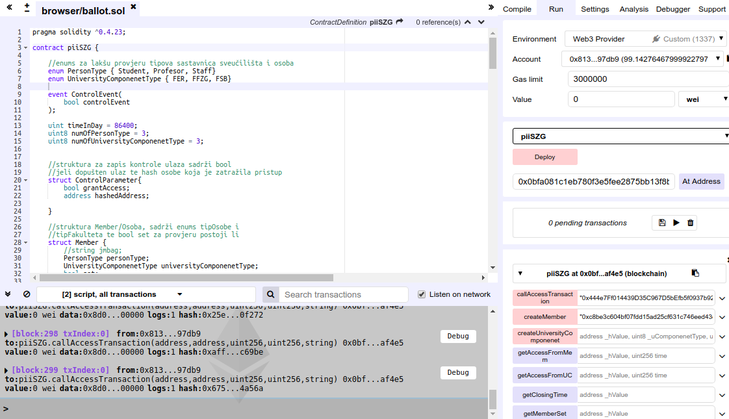 browser/ballot.sol
ContractDefinition piiSZG
0 reference(s)
1 pragma solidity ^0.4.23;
2
3 contract piiSZG {
4
5 //enums za lakšu provjeru tipova sastavnica sveučilišta i osoba
6 enum PersonType { Student, Profesor, Staff}
7 enum UniversityComponenetType { FER, FFZG, FSB}
8
9 event ControlEvent(
10 bool controlEvent
11 );
12
13 uint timeInDay = 86400;
14 uint8 numOfPersonType = 3;
15 uint8 numOfUniversityComponenetType = 3;
16
17
18 //struktura za zapis kontrole ulaza sadrži bool
19 //jeli dopušten ulaz te hash osobe koja je zatražila pristup
20 struct ControlParameter{
21 bool grantAccess;
22 address hashedAddress;
23
24 }
25
26 //struktura Member/Osoba, sadrži enums tipOsobe i
27 //tipFakulteta te bool set za provjeru postoji li
28 struct Member {
29 //string jmbag;
30 PersonType personType;
31 UniversityComponenetType universityComponenetType;
32
[2] script, all transactions
Search transactions
Listen on network
value:0 wei data:0x8d0...00000 logs:1 hash:0x25e...0f272
[block:298 txIndex:0] from:0x813...97db9
to:piiSZG.callAccessTransaction(address,address,uint256,uint256,string) 0x0bf...af4e5
value:0 wei data:0x8d0...00000 logs:1 hash:0xaff...c69be
Debug
[block:299 txIndex:0] from:0x813...97db9
to:piiSZG.callAccessTransaction(address,address,uint256,uint256,string) 0x0bf...af4e5
value:0 wei data:0x8d0...00000 logs:1 hash:0x675...4a56a
Debug
>
Compile Run Settings Analysis Debugger Support
Environment Web3 Provider Custom (1337)
Account 0x813...97db9 (99.14276467999922797
Gas limit 3000000
Value 0 wei
piiSZG
Deploy
0x0bfa081c1eb780f3e5fee2875bb13f8t At Address
0 pending transactions
piiSZG at 0x0bf...af4e5 (blockchain)
callAccessTransaction "0x444e7Ff014439D35C967D5bEfb5f0937b92
createMember "0xc8be3c604bf07fdd15ad25cf631c746eed43
createUniversityComponenet address _hValue, uint8 _uComponenetType, u
getAccessFromMem address _hValue, uint256 time
getAccessFromUC address _hValue, uint256 time
getClosingTime address _hValue
getMemberSet address _hValue